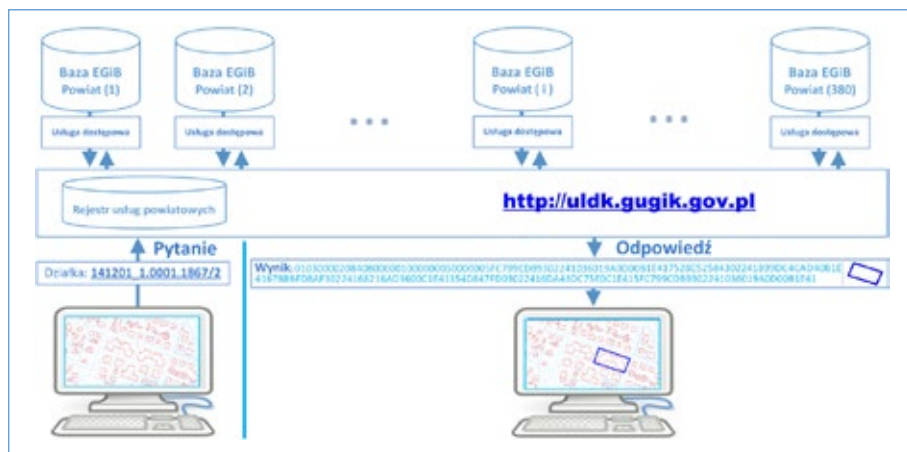 Baza EGiB
Powiat (1)
Baza EGiB
Powiat (2)
Baza EGiB
Powiat ( i )
Baza EGiB
Powiat (380)
Usługa dostępowa
Usługa dostępowa
Usługa dostępowa
Usługa dostępowa
Rejestr usług powiatowych
http://uldk.gugik.gov.pl
Pytanie
Odpowiedź
Działka: 141201_1.0001.1867/2
Wynik: